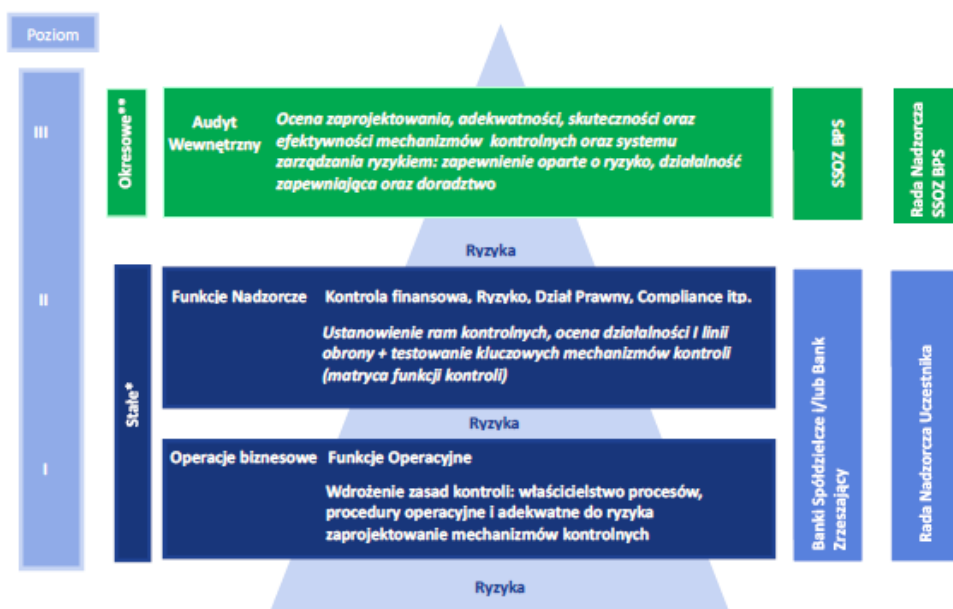 Poziom
III
Okresowe**
Audyt
Wewnętrzny
Ocena zaprojektowania, adekwatności, skuteczności oraz
efektywności mechanizmów kontrolnych oraz systemu
zarządzania ryzykiem: zapewnienie oparte o ryzyko, działalność
zapewniająca oraz doradztwo
SSOZ BPS
Rada Nadzorcza
SSOZ BPS
Ryzyka
II
Stałe*
Funkcje Nadzorcze
Kontrola finansowa, Ryzyko, Dział Prawny, Compliance itp.
Ustanowienie ram kontrolnych, ocena działalności I linii
obrony + testowanie kluczowych mechanizmów kontroli
(matryca funkcji kontroli)
Ryzyka
I
Operacje biznesowe
Funkcje Operacyjne
Wdrożenie zasad kontroli: właścicielstwo procesów,
procedury operacyjne i adekwatne do ryzyka
zaprojektowanie mechanizmów kontrolnych
Banki Spółdzielcze i/lub Bank
Zrzeszający
Rada Nadzorcza Uczestnika
Ryzyka